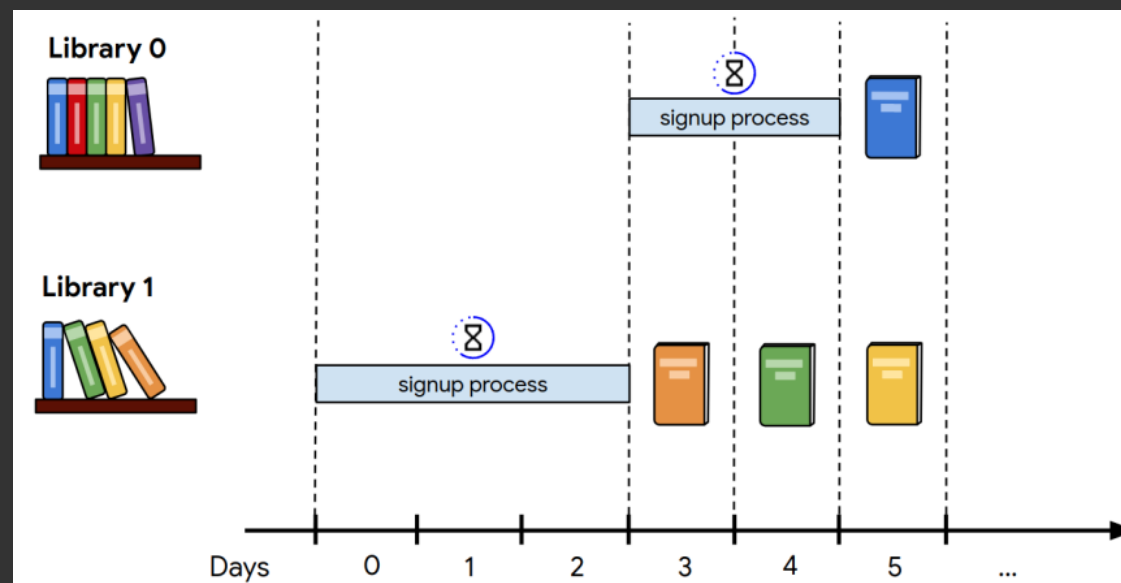 Library 0
signup process
Library 1
signup process
Days 0 1 2 3 4 5 ...